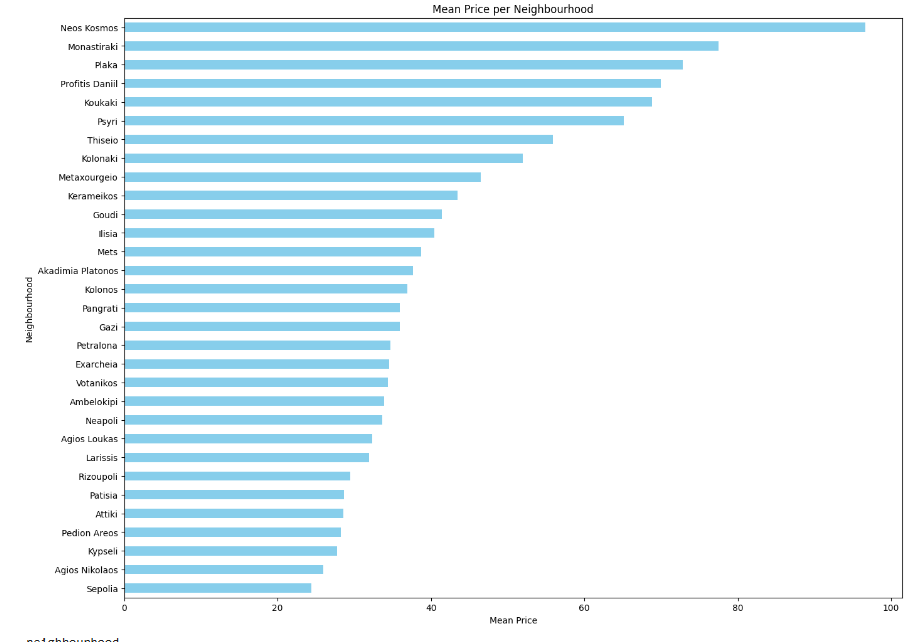 Mean Price per Neighbourhood
Neos Kosmos
Monastiraki
Plaka
Profitis Daniil
Koukaki
Psyri
Thiseio
Kolonaki
Metaxourgeio
Kerameikos
Goudi
Ilisia
Mets
Akadimia Platonos
Kolonos
Pangrati
Gazi
Petralona
Exarcheia
Votanikos
Ambelokipi
Neapoli
Agios Loukas
Larissis
Rizoupoli
Patisia
Attiki
Pedion Areos
Kypseli
Agios Nikolaos
Sepolia
Neighbourhood
0 20 40 60 80 100
Mean Price
neighbourhood